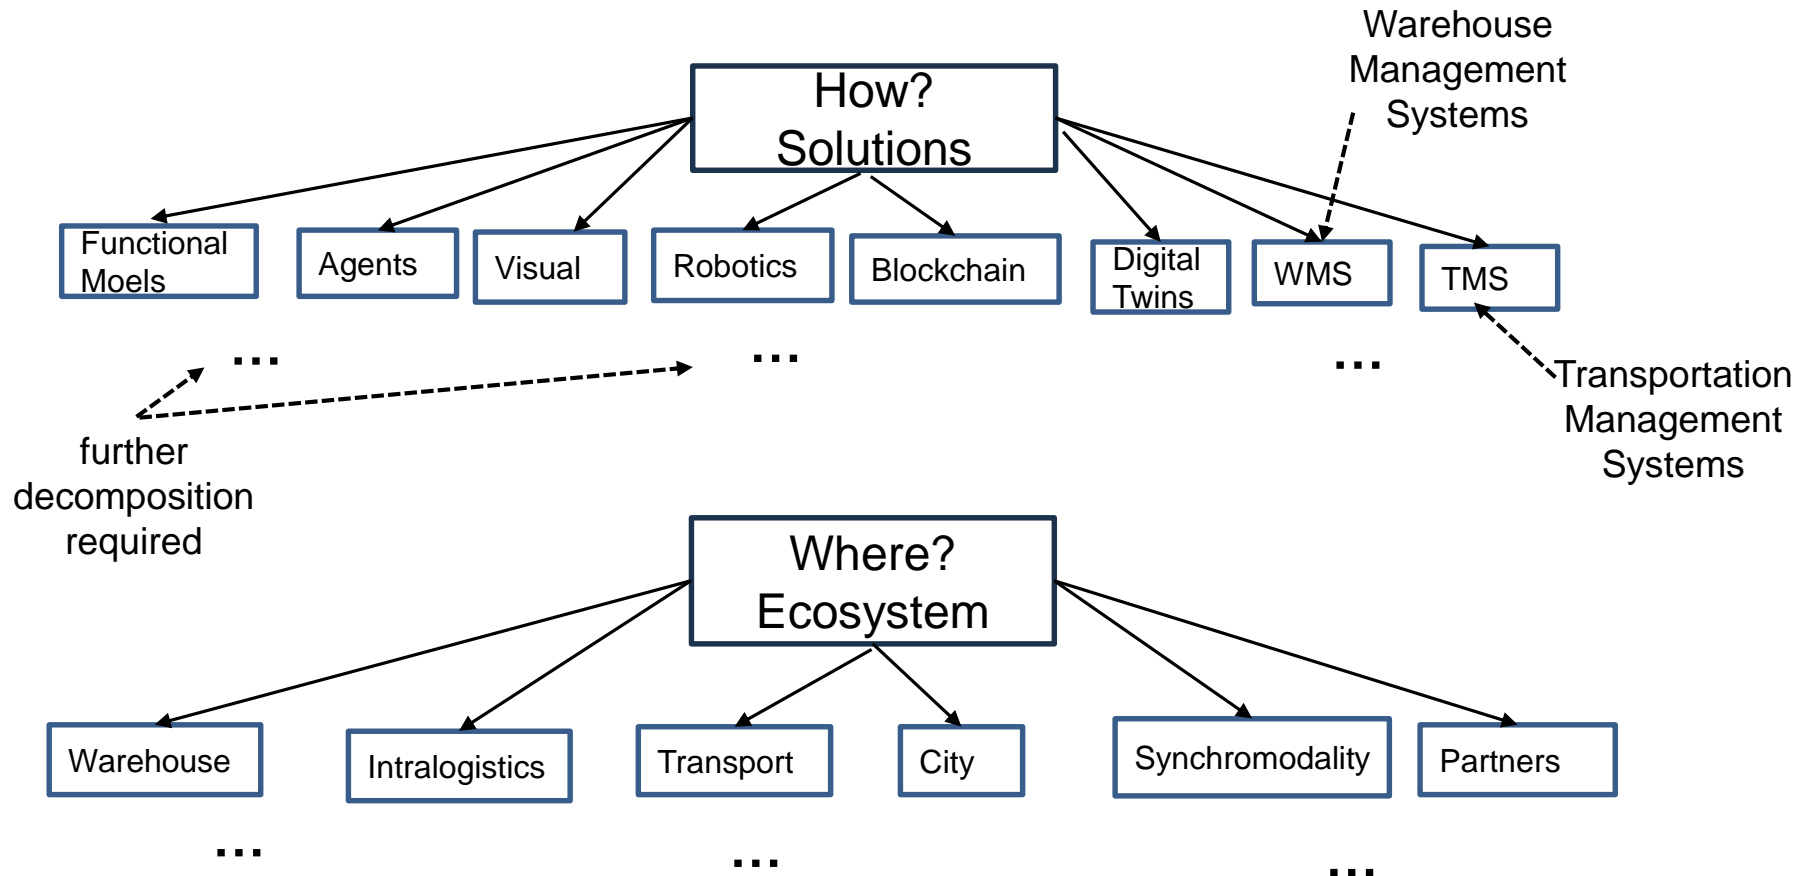 Warehouse
Management
Systems
How?
Solutions
Functional
Moels
Agents
Visual
Robotics
Blockchain
Digital
Twins
WMS
TMS
...
...
...
further
decomposition
required
Transportation
Management
Systems
Where?
Ecosystem
Warehouse
Intralogistics
Transport
City
Synchromodality
Partners
...
...
...